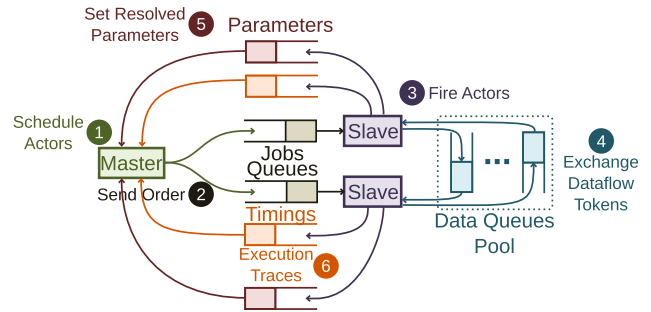 Set Resolved
Parameters
5
Parameters
1
Schedule
Actors
3
Fire Actors
Slave
Master
Jobs
Queues
4
Exchange
Dataflow
Tokens
...
Send Order
2
Slave
Timings
Data Queues
Pool
Execution
Traces
6